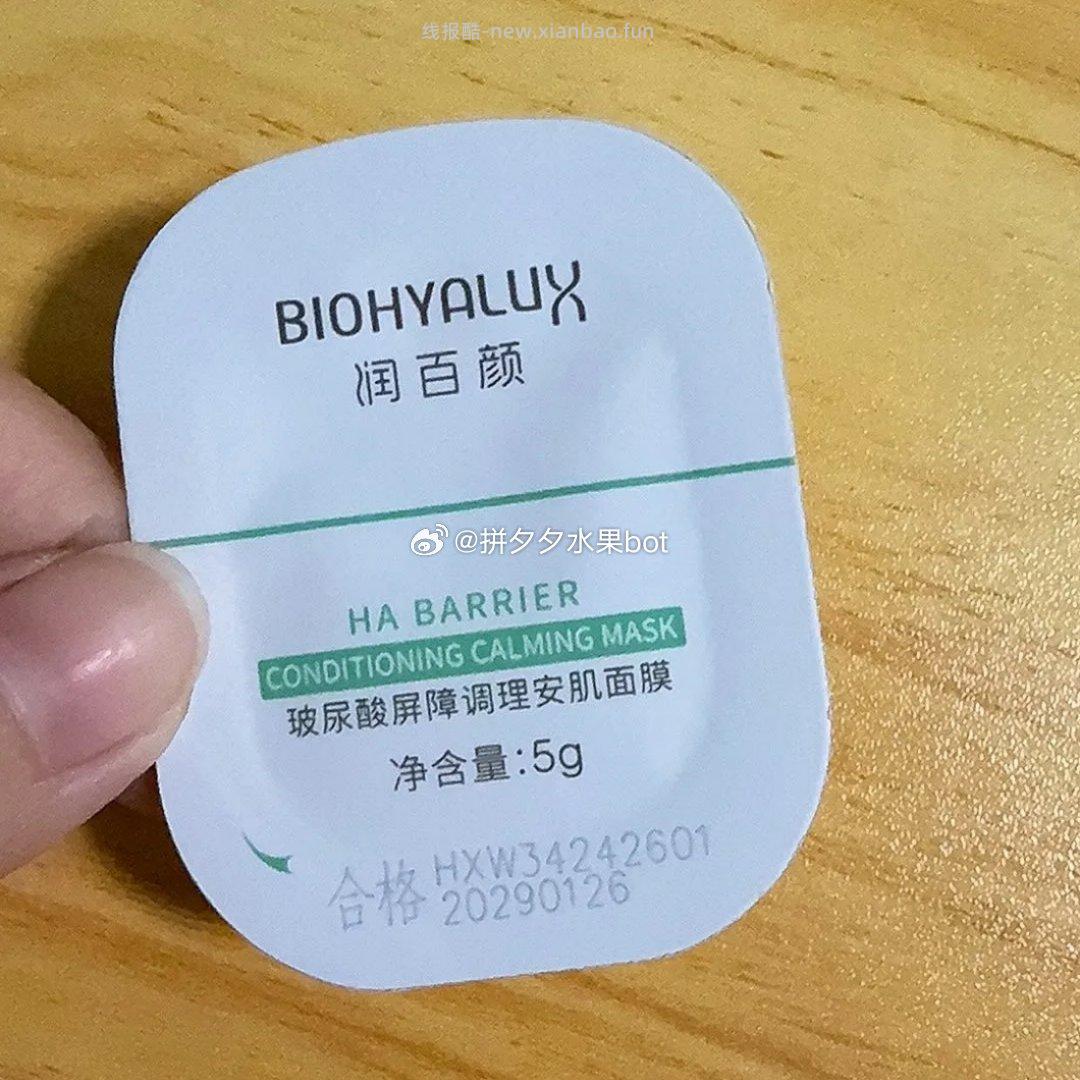 线报酷-new.xianbao.fun
BIOHYALUX
润百颜
@拼夕夕水果bot
HA BARRIER
CONDITIONING CALMING MASK
玻尿酸屏障调理安肌面膜
净含量:5g
合格 HXW34242601
20290126